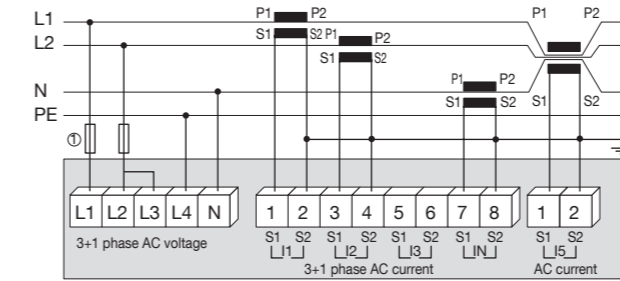 L1 P1 P2 P1 P2
S1 S2 P1 P2
L2 S1 S2
P1 P2
N S1 S2 S1 S2
PE
①
L1 L2 L3 L4 N 1 2 3 4 5 6 7 8 1 2
S1 S2 S1 S2 S1 S2 S1 S2 S1 S2
3+1 phase AC voltage I1 I2 I3 IN I5
3+1 phase AC current AC current